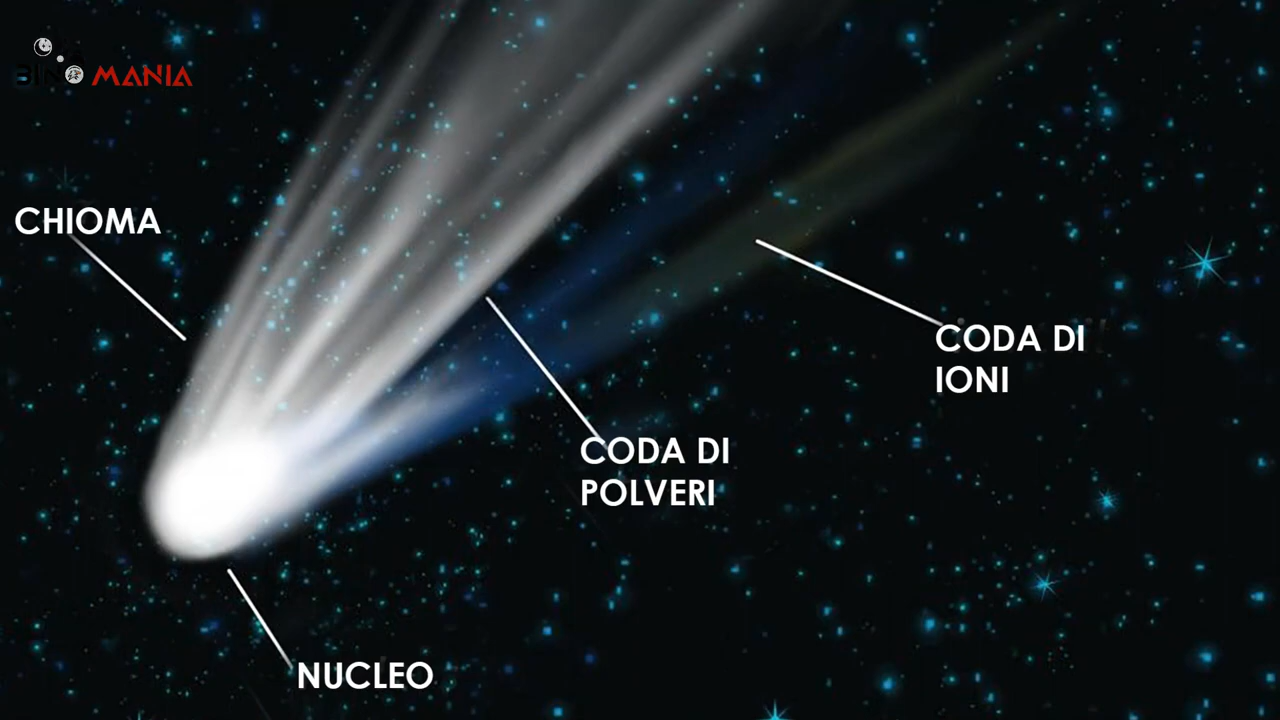 BINOMANIA
CHIOMA
CODA DI
IONI
CODA DI
POLVERI
NUCLEO